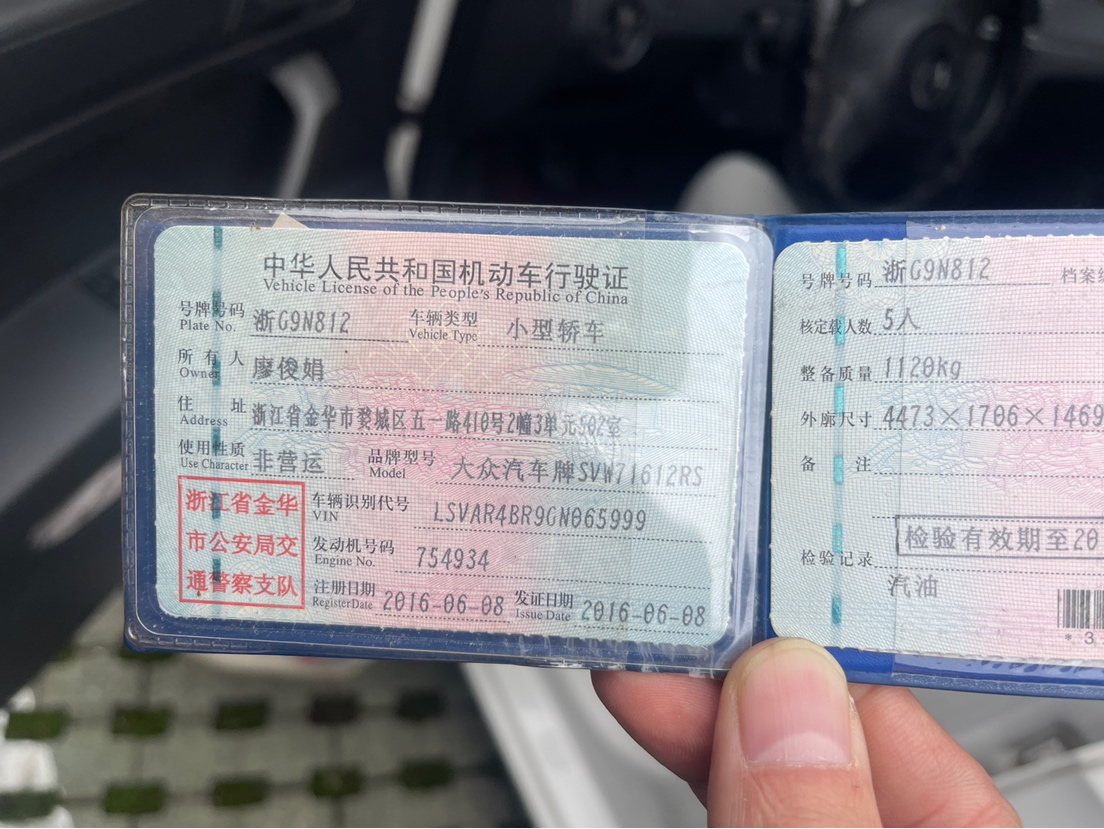 中华人民共和国机动车行驶证
Vehicle License of the People's Republic of China
号牌号码 浙G9N812 车辆类型 小型轿车
Plate No. Vehicle Type
所有人 廖俊娟
Owner
住址 浙江省金华市婺城区五一路410号2幢3单元502室
Address
使用性质 非营运 品牌型号 大众汽车牌SVW71612RS
Use Character Model
浙江省金华
市公安局交
通警察支队
车辆识别代号 LSVAR4BR9GN065999
VIN
发动机号码 754934
Engine No.
注册日期 2016-06-08 发证日期 2016-06-08
Register Date Issue Date
号牌号码 浙G9N812 档案编
核定载人数 5人
整备质量 1120kg
外廓尺寸 4473×1706×1469
备注
检验有效期至20
检验记录
汽油
*3